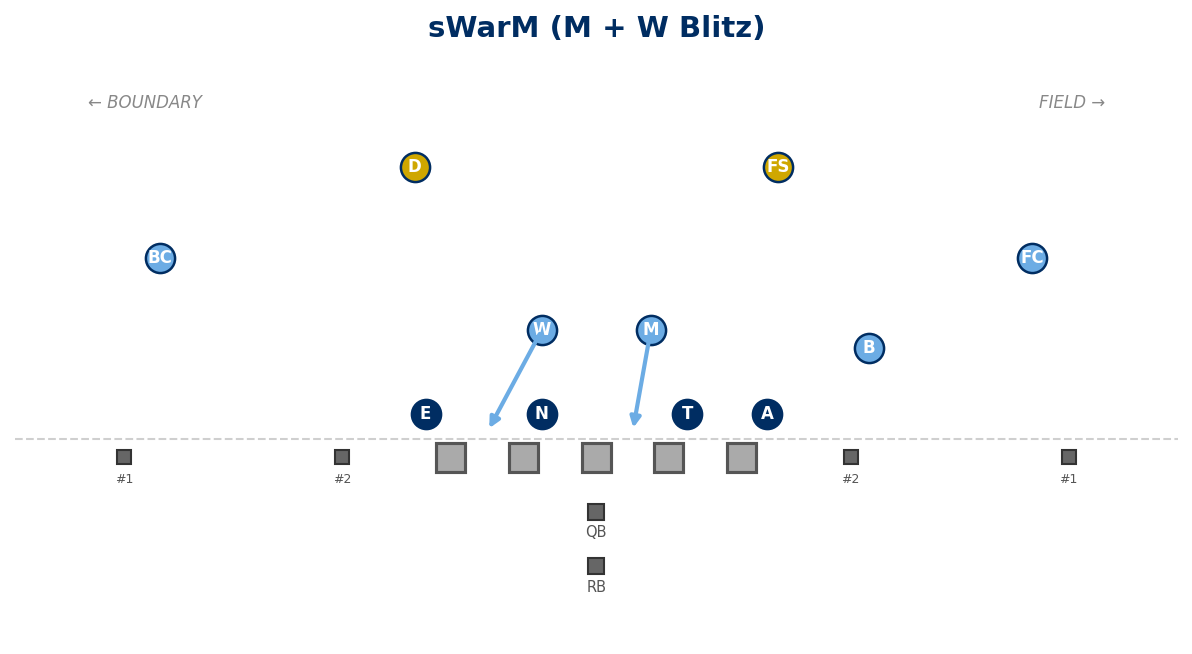 sWarM (M + W Blitz)
← BOUNDARY
FIELD →
D
FS
BC
FC
W
M
B
E
N
T
A
#1
#2
#2
#1
QB
RB